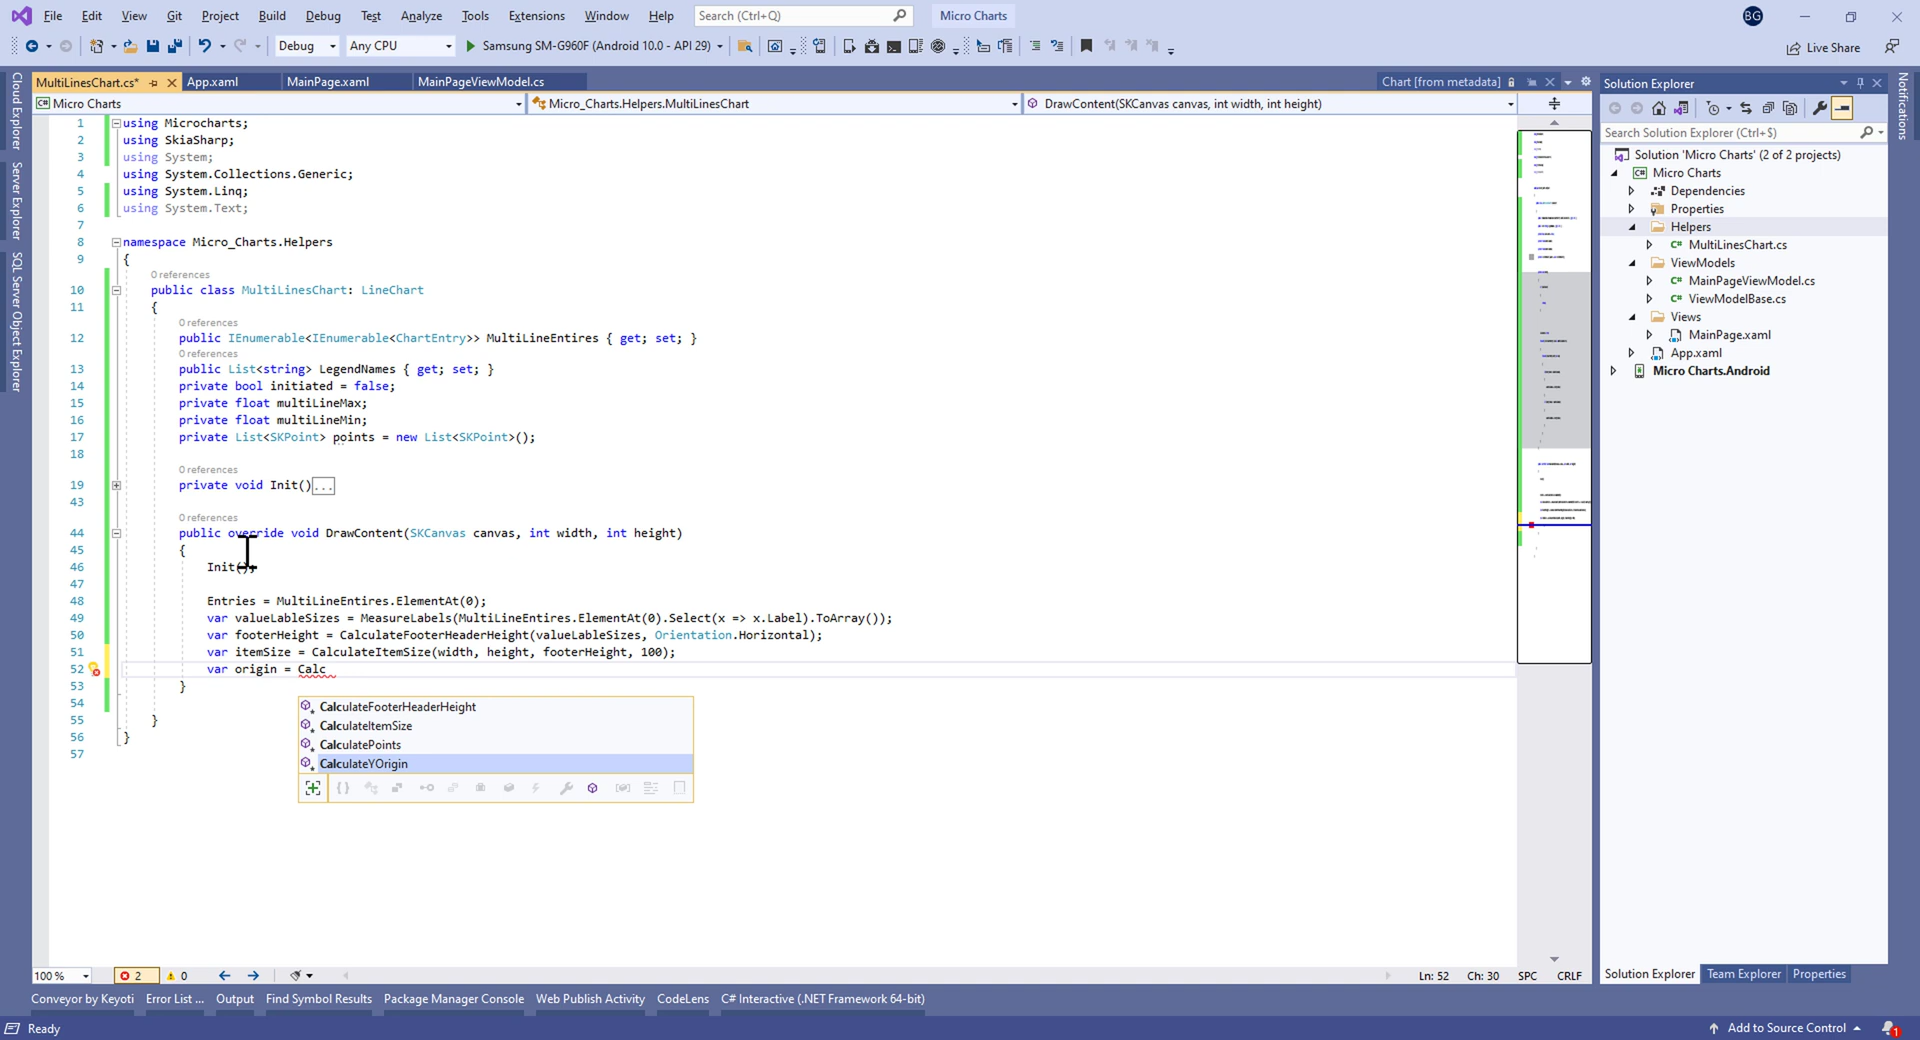 File Edit View Git Project Build Debug Test Analyze Tools Extensions Window Help Search (Ctrl+Q) Micro Charts BG
Debug Any CPU Samsung SM-G960F (Android 10.0 - API 29) Live Share
MultiLinesChart.cs* App.xaml MainPage.xaml MainPageViewModel.cs Chart [from metadata]
Micro Charts Micro_Charts.Helpers.MultiLinesChart DrawContent(SKCanvas canvas, int width, int height)
Cloud Explorer
Server Explorer
SQL Server Object Explorer
1 using Microcharts;
2 using SkiaSharp;
3 using System;
4 using System.Collections.Generic;
5 using System.Linq;
6 using System.Text;
7
8 namespace Micro_Charts.Helpers
9 {
0 references
10 public class MultiLinesChart: LineChart
11 {
0 references
12 public IEnumerable<IEnumerable<ChartEntry>> MultiLineEntires { get; set; }
0 references
13 public List<string> LegendNames { get; set; }
14 private bool initiated = false;
15 private float multiLineMax;
16 private float multiLineMin;
17 private List<SKPoint> points = new List<SKPoint>();
18
0 references
19 private void Init()...
43
0 references
44 public override void DrawContent(SKCanvas canvas, int width, int height)
45 {
46 Init();
47
48 Entries = MultiLineEntires.ElementAt(0);
49 var valueLableSizes = MeasureLabels(MultiLineEntires.ElementAt(0).Select(x => x.Label).ToArray());
50 var footerHeight = CalculateFooterHeaderHeight(valueLableSizes, Orientation.Horizontal);
51 var itemSize = CalculateItemSize(width, height, footerHeight, 100);
52 var origin = Calc
53 }
54
55 }
56 }
57
CalculateFooterHeaderHeight
CalculateItemSize
CalculatePoints
CalculateYOrigin
Solution Explorer
Search Solution Explorer (Ctrl+$)
Solution 'Micro Charts' (2 of 2 projects)
Micro Charts
Dependencies
Properties
Helpers
MultiLinesChart.cs
ViewModels
MainPageViewModel.cs
ViewModelBase.cs
Views
MainPage.xaml
App.xaml
Micro Charts.Android
Notifications
100 % 2 0 Ln: 52 Ch: 30 SPC CRLF
Solution Explorer Team Explorer Properties
Conveyor by Keyoti Error List ... Output Find Symbol Results Package Manager Console Web Publish Activity CodeLens C# Interactive (.NET Framework 64-bit)
Ready Add to Source Control 1